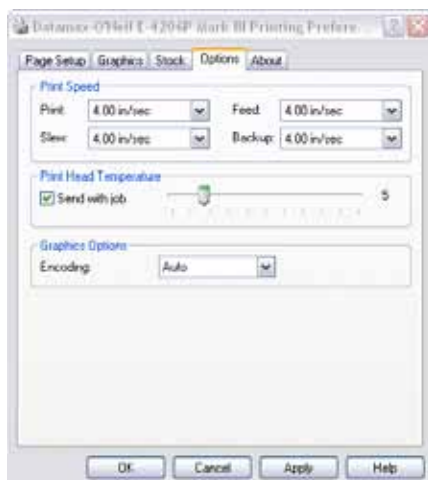 Datamax-O'Neil E-4204P Mark III Printing Prefere...
Page Setup Graphics Stock Options About
Print Speed
Print: 4.00 in/sec Feed: 4.00 in/sec
Slew: 4.00 in/sec Backup: 4.00 in/sec
Print Head Temperature
Send with job 5
Graphics Options
Encoding: Auto
OK Cancel Apply Help